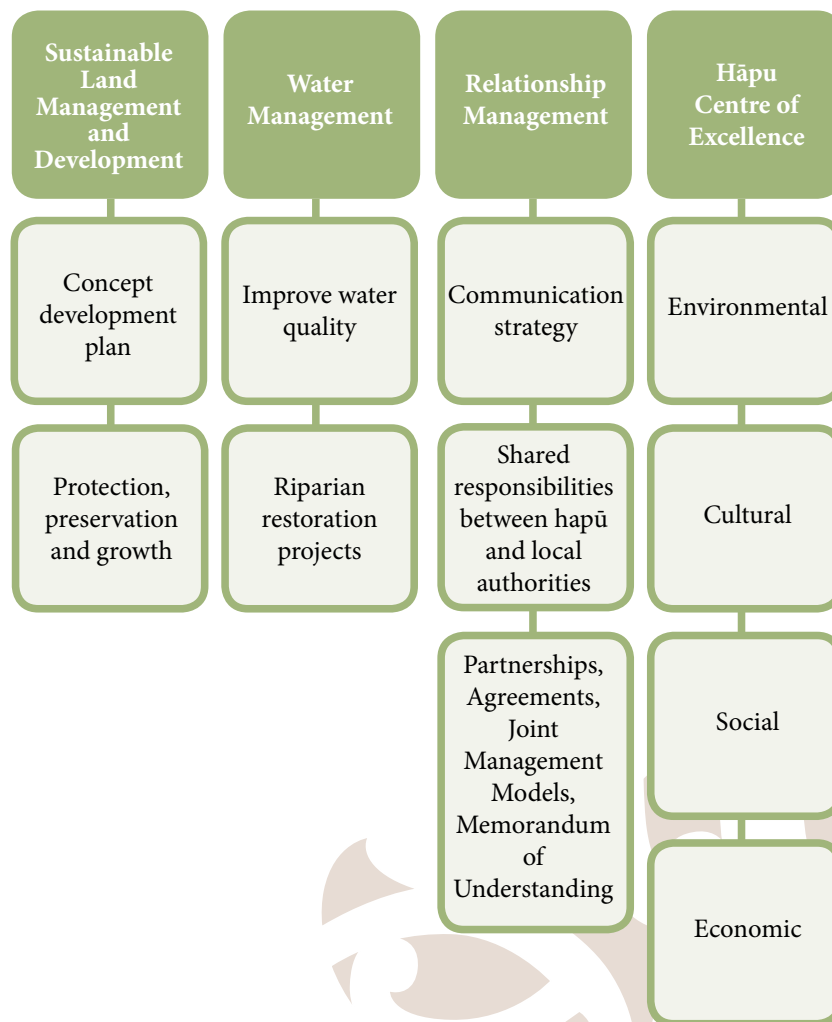 Sustainable
Land
Management
and
Development
Concept
development
plan
Protection,
preservation
and growth
Water
Management
Improve water
quality
Riparian
restoration
projects
Relationship
Management
Communication
strategy
Shared
responsibilities
between hapū
and local
authorities
Partnerships,
Agreements,
Joint
Management
Models,
Memorandum
of
Understanding
Hāpu
Centre of
Excellence
Environmental
Cultural
Social
Economic